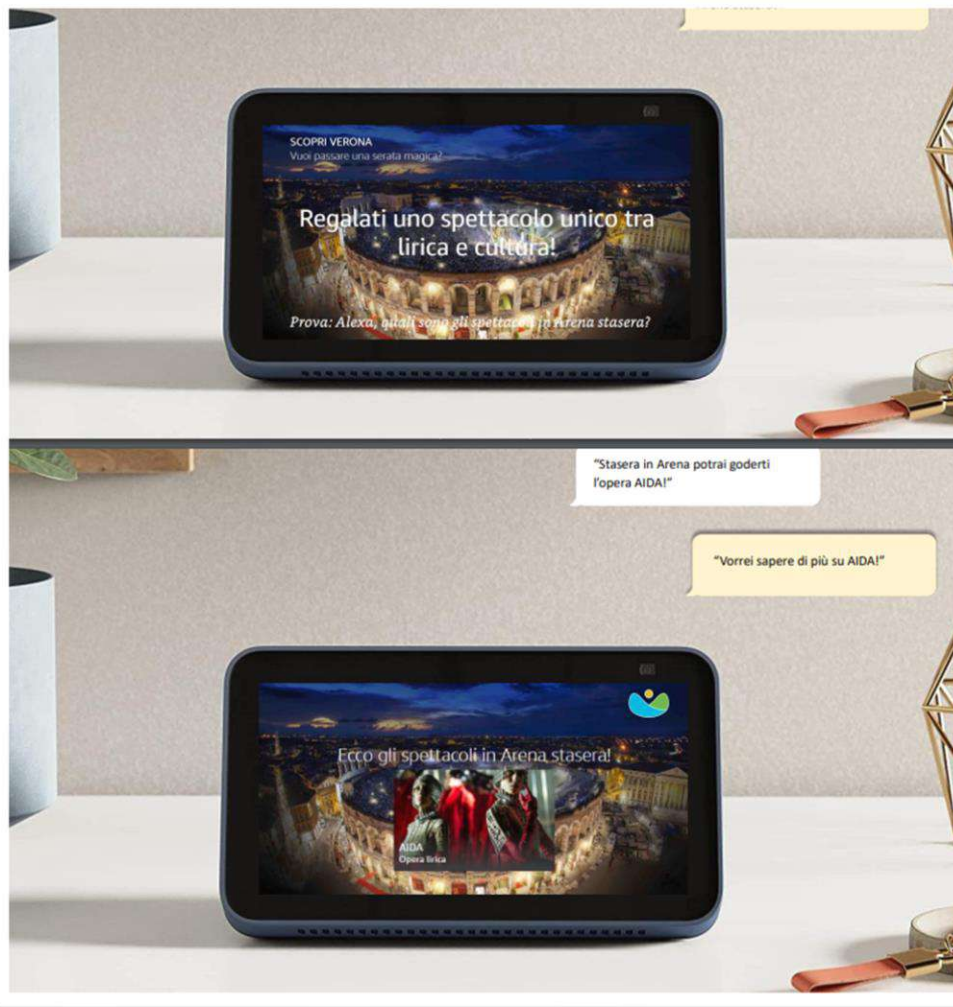 SCOPRI VERONA
Vuoi passare una serata magica?
Regalati uno spettacolo unico tra
lirica e cultura!
Prova: Alexa, quali sono gli spettacoli in Arena stasera?
"Stasera in Arena potrai goderti
l'opera AIDA!"
"Vorrei sapere di più su AIDA!"
Ecco gli spettacoli in Arena stasera!
AIDA
Opera lirica